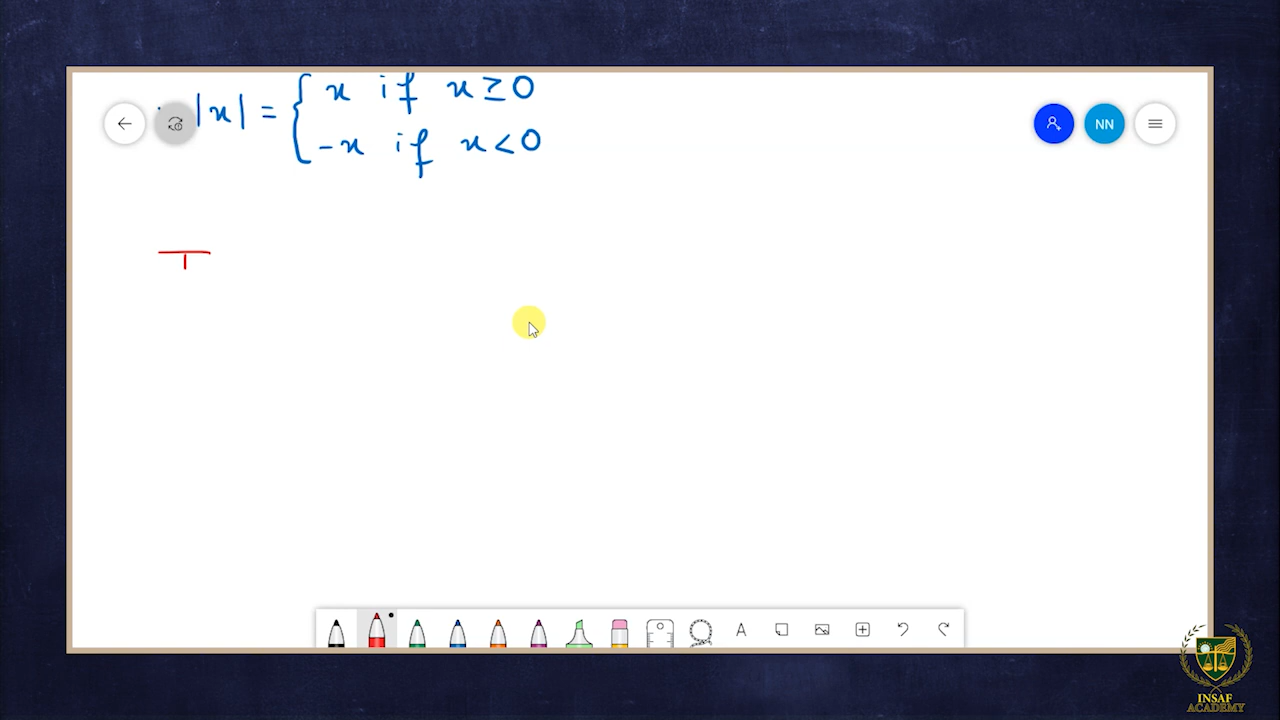 |x| = { x if x ≥ 0
-x if x < 0
T
NN
A
INSAF
ACADEMY